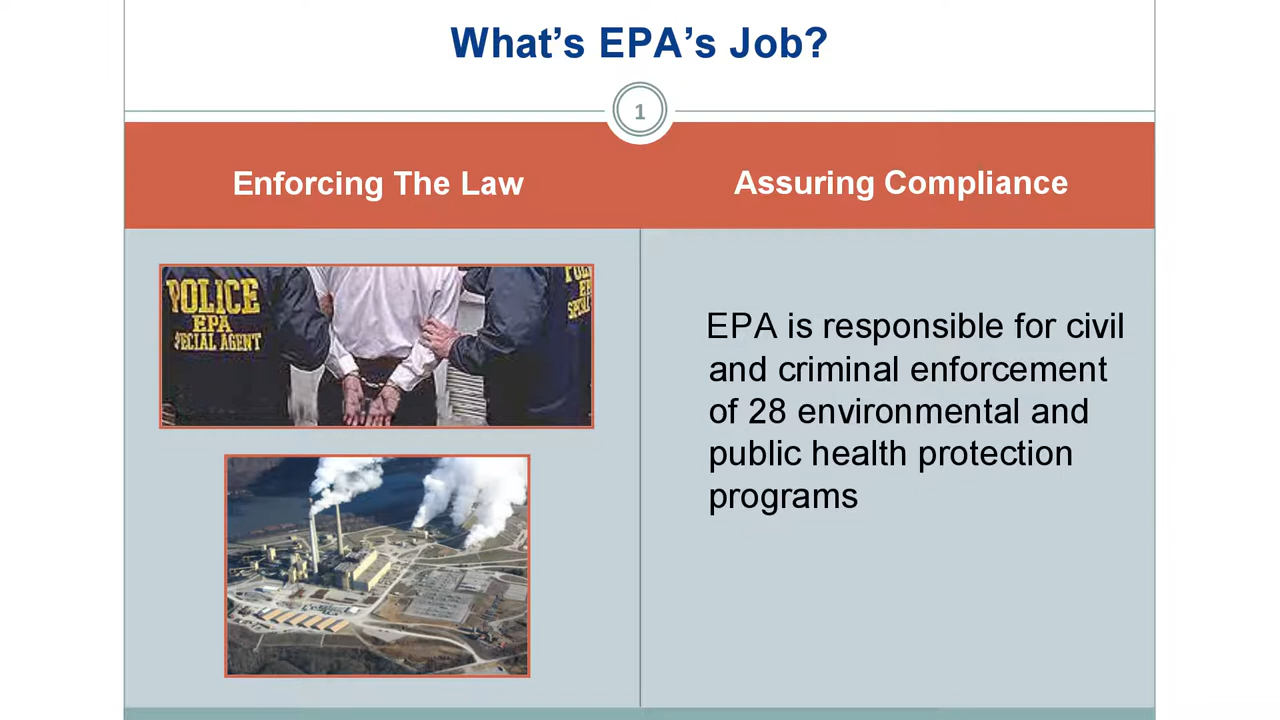 What’s EPA’s Job?
1
Enforcing The Law
Assuring Compliance
POLICE
EPA
SPECIAL AGENT
EPA is responsible for civil
and criminal enforcement
of 28 environmental and
public health protection
programs